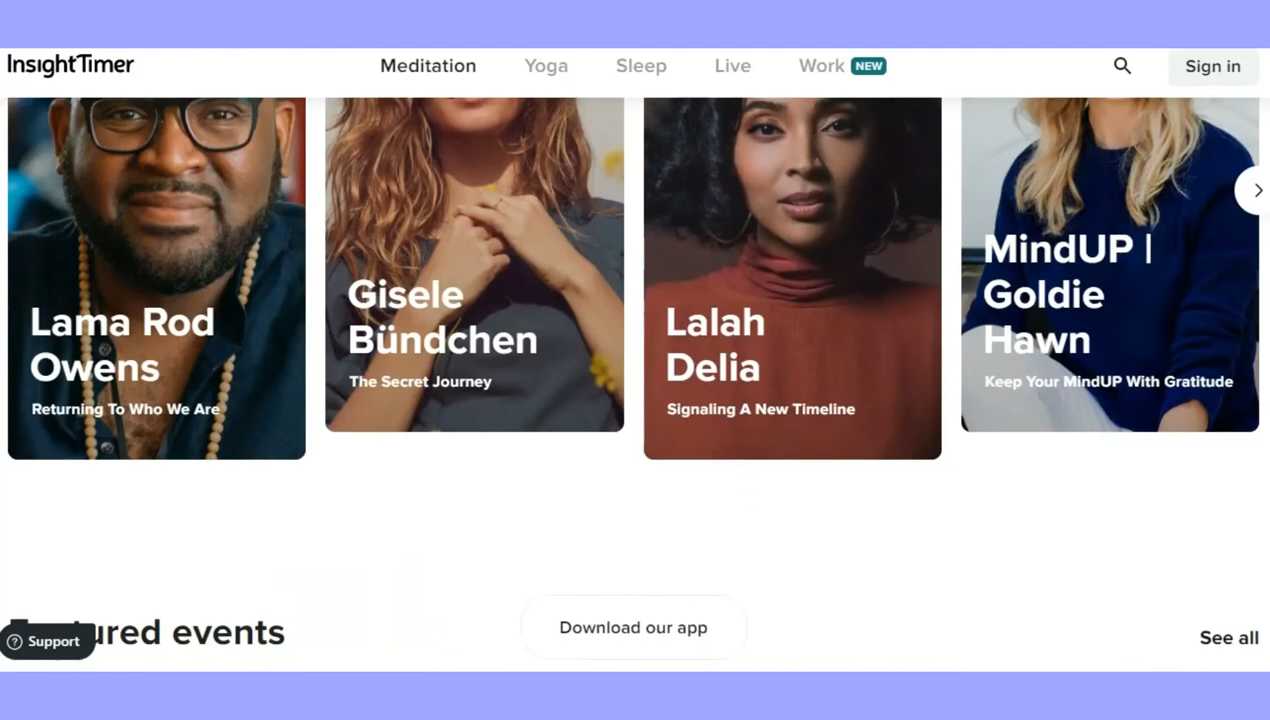 InsightTimer
Meditation
Yoga
Sleep
Live
Work NEW
Sign in
Lama Rod
Owens
Returning To Who We Are
Gisele
Bündchen
The Secret Journey
Lalah
Delia
Signaling A New Timeline
MindUP |
Goldie
Hawn
Keep Your MindUP With Gratitude
events
Support
Download our app
See all